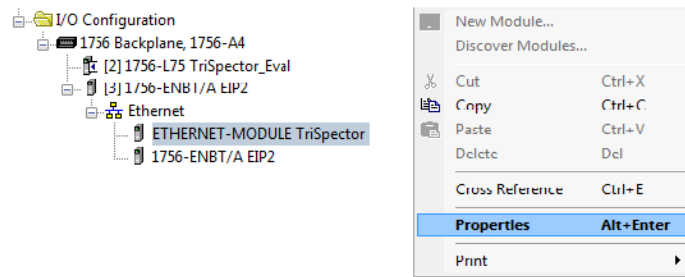 I/O Configuration
1756 Backplane, 1756-A4
[2] 1756-L75 TriSpector_Eval
[3] 1756-ENBT/A EIP2
Ethernet
ETHERNET-MODULE TriSpector
1756-ENBT/A EIP2
New Module...
Discover Modules...
Cut Ctrl+X
Copy Ctrl+C
Paste Ctrl+V
Delete Del
Cross Reference Ctrl+E
Properties Alt+Enter
Print